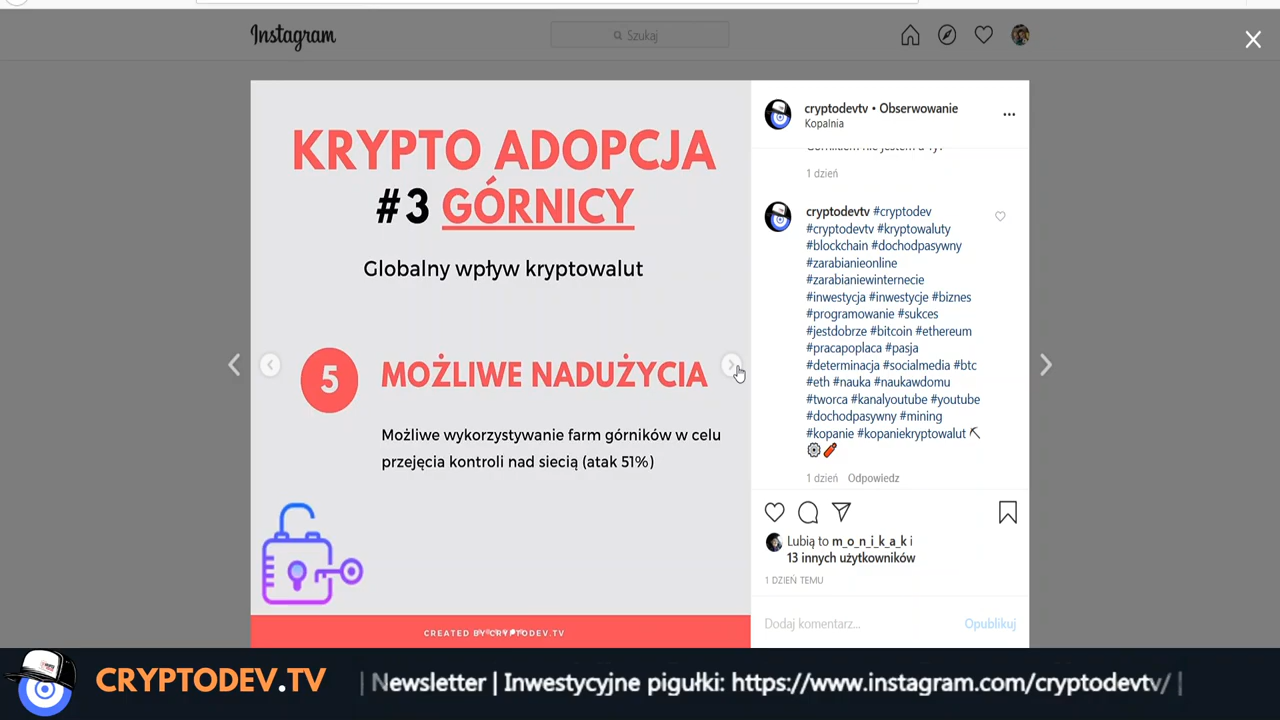 Instagram
Szukaj
KRYPTO ADOPCJA
#3 GÓRNICY
Globalny wpływ kryptowalut
5
MOŻLIWE NADUŻYCIA
Możliwe wykorzystywanie farm górników w celu
przejęcia kontroli nad siecią (atak 51%)
CREATED BY CRYPTODEV.TV
cryptodevtv • Obserwowanie
Kopalnia
1 dzień
cryptodevtv #cryptodev
#cryptodevtv #kryptowaluty
#blockchain #dochodpasywny
#zarabianieonline
#zarabianiewinternecie
#inwestycja #inwestycje #biznes
#programowanie #sukces
#jestdobrze #bitcoin #ethereum
#pracapoplaca #pasja
#determinacja #socialmedia #btc
#eth #nauka #naukawdomu
#tworca #kanalyoutube #youtube
#dochodpasywny #mining
#kopanie #kopaniekryptowalut
1 dzień Odpowiedz
Lubią to m_o_n_i_k_a_k i
13 innych użytkowników
1 DZIEŃ TEMU
Dodaj komentarz...
Opublikuj
CRYPTODEV.TV
| Newsletter | Inwestycyjne pigułki: https://www.instagram.com/cryptodevtv/ |